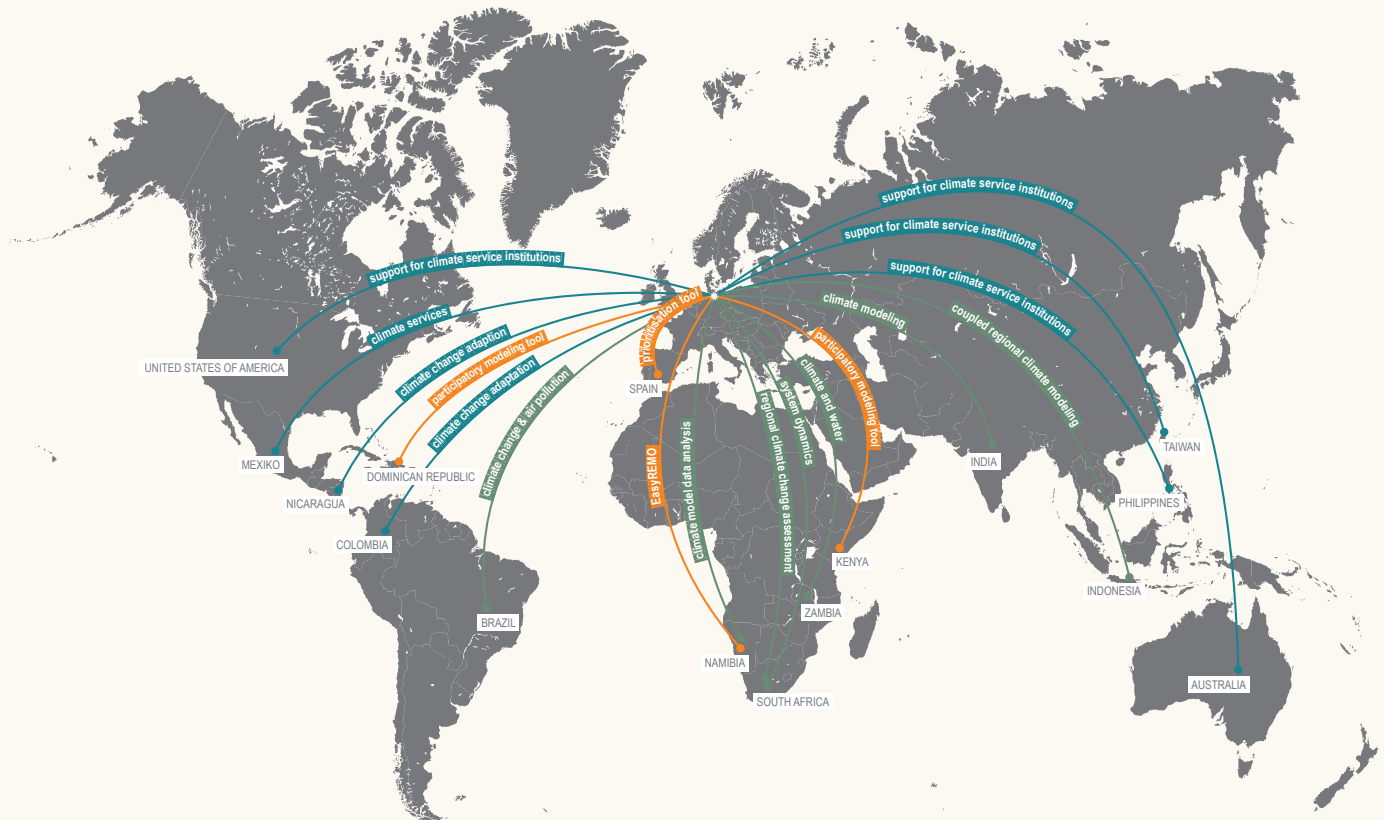 support for climate service institutions
support for climate service institutions
support for climate service institutions
support for climate service institutions
climate services
climate change adaption
participatory modeling tool
climate change adaptation
climate change & air pollution
prioritisation tool
climate modeling
coupled regional climate modeling
participatory modeling tool
climate and water
system dynamics
regional climate change assessment
climate model data analysis
EasyREMO
UNITED STATES OF AMERICA
SPAIN
MEXIKO
DOMINICAN REPUBLIC
NICARAGUA
COLOMBIA
BRAZIL
INDIA
TAIWAN
PHILIPPINES
KENYA
INDONESIA
ZAMBIA
NAMIBIA
SOUTH AFRICA
AUSTRALIA